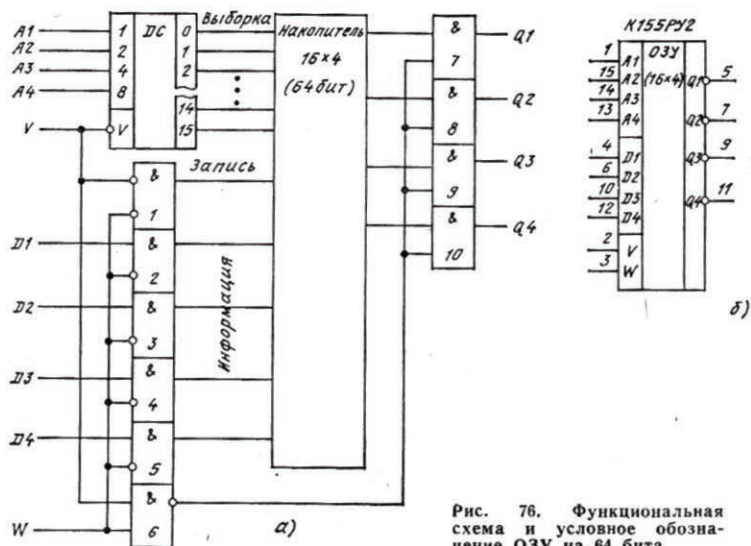 A1
A2
A3
A4
V
1
2
4
8
V
DC
0
1
2
14
15
Выборка
Накопитель
16×4
(64 бит)
Запись
Информация
&
1
&
2
&
3
&
4
&
5
&
6
D1
D2
D3
D4
W
&
7
&
8
&
9
&
10
Q1
Q2
Q3
Q4
а)
К155РУ2
ОЗУ
(16×4)
1
15
14
13
4
6
10
12
2
3
A1
A2
A3
A4
D1
D2
D3
D4
V
W
Q1
Q2
Q3
Q4
5
7
9
11
б)
Рис. 76. Функциональная
схема и условное обозна-
чение ОЗУ на 64 бита